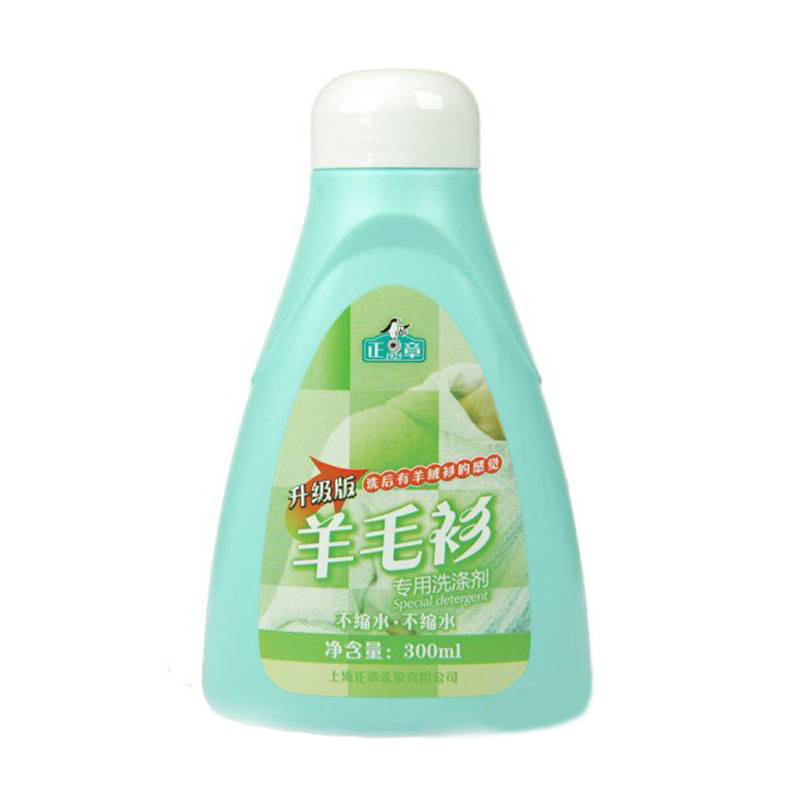 正 1925 章
升级版
洗后有羊绒衫的感觉
羊毛衫
专用洗涤剂
Special detergent
不缩水·不缩水
净含量：300ml
上海正章洗染有限公司